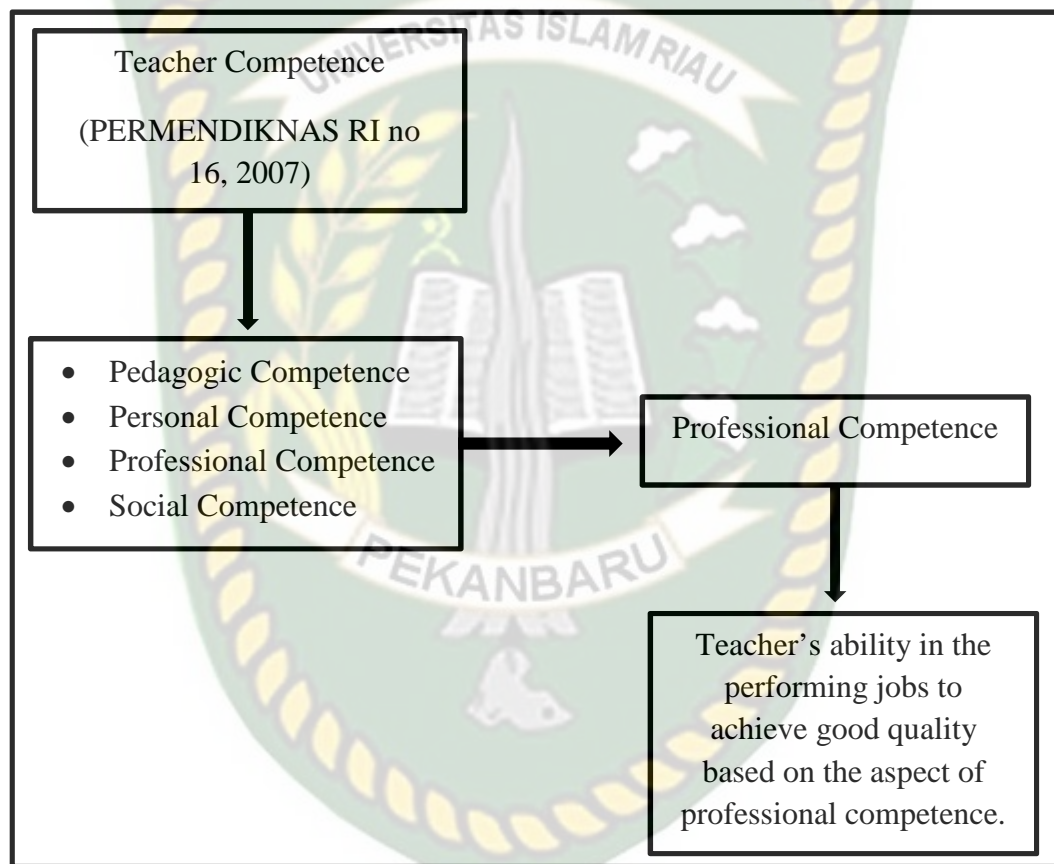 UNIVERSITAS ISLAM RIAU
Teacher Competence
(PERMENDIKNAS RI no
16, 2007)
• Pedagogic Competence
• Personal Competence
• Professional Competence
• Social Competence
Professional Competence
PEKANBARU
Teacher’s ability in the
performing jobs to
achieve good quality
based on the aspect of
professional competence.